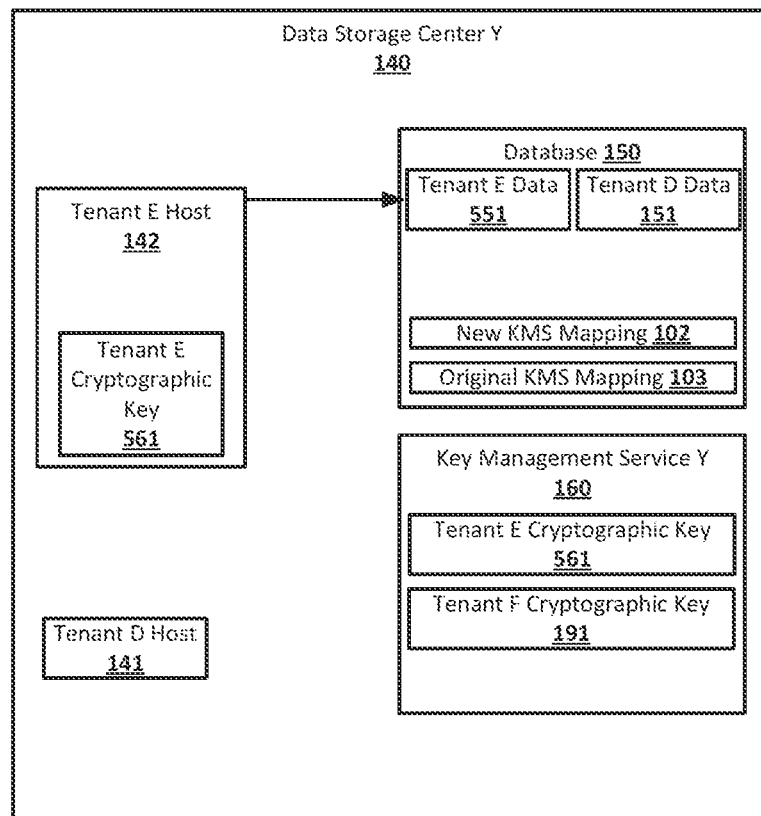 Data Storage Center Y
140
Database 150
Tenant E Data
551
Tenant D Data
151
New KMS Mapping 102
Original KMS Mapping 103
Tenant E Host
142
Tenant E
Cryptographic
Key
561
Key Management Service Y
160
Tenant E Cryptographic Key
561
Tenant F Cryptographic Key
191
Tenant D Host
141